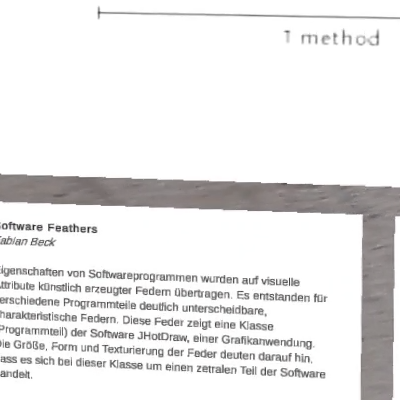 1 method
oftware Feathers
abian Beck
igenschaften von Softwareprogrammen wurden auf visuelle
ttribute künstlich erzeugter Federn übertragen. Es entstanden für
erschiedene Programmteile deutlich unterscheidbare,
harakteristische Federn. Diese Feder zeigt eine Klasse
Programmteil) der Software JHotDraw, einer Grafikanwendung.
ie Größe, Form und Texturierung der Feder deuten darauf hin,
ass es sich bei dieser Klasse um einen zetralen Teil der Software
andelt.